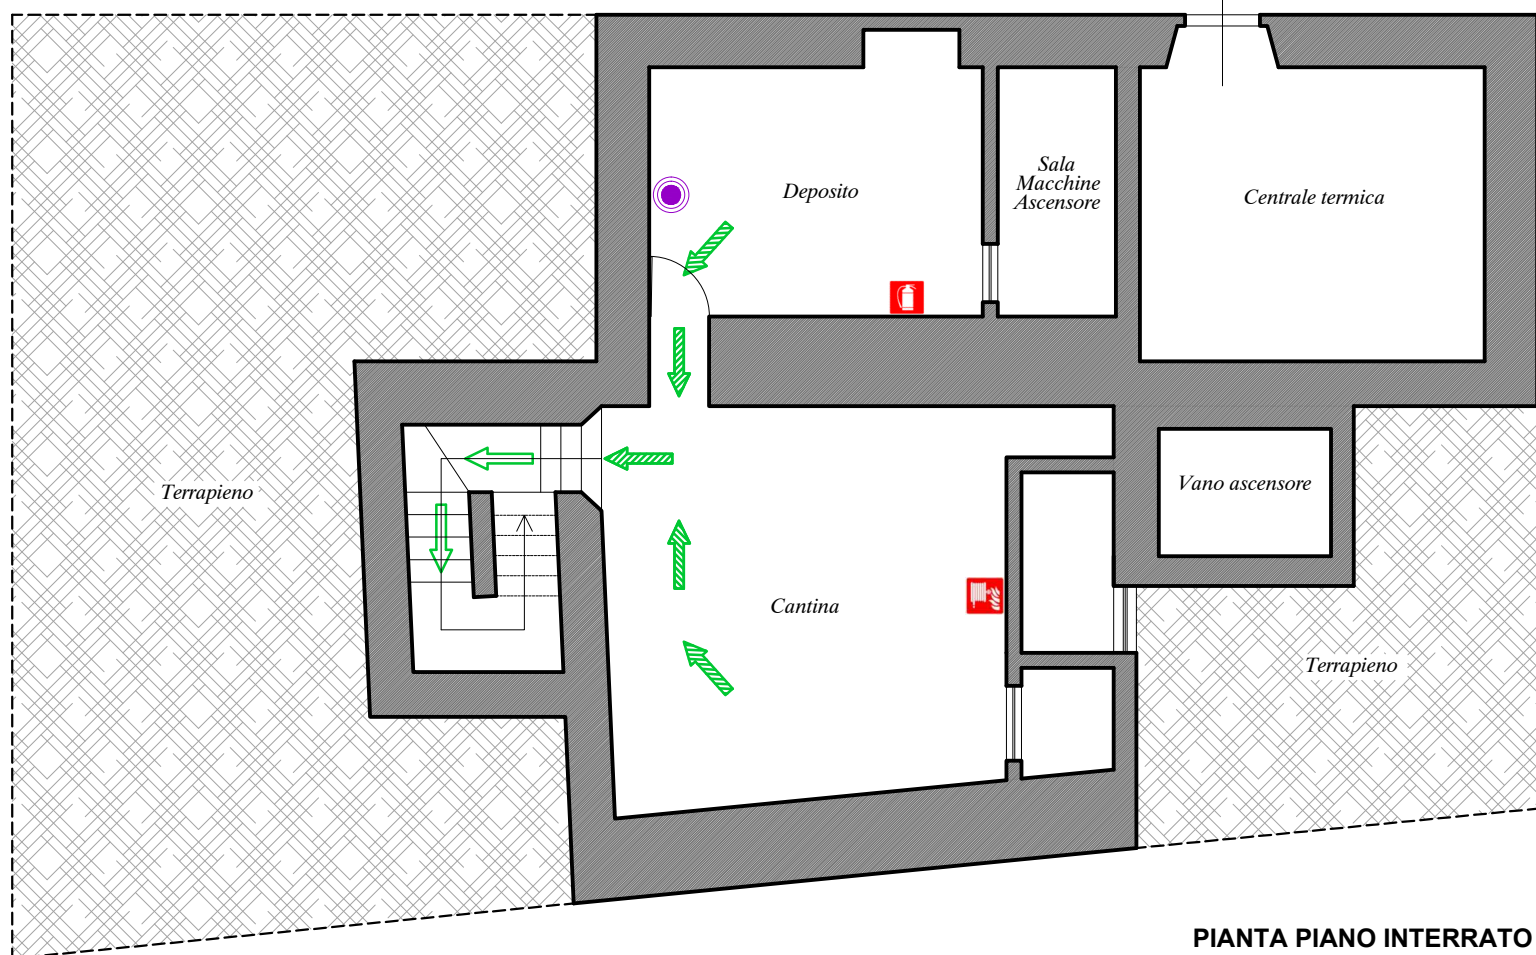 Deposito
Sala
Macchine
Ascensore
Centrale termica
Terrapieno
Vano ascensore
Cantina
Terrapieno
PIANTA PIANO INTERRATO